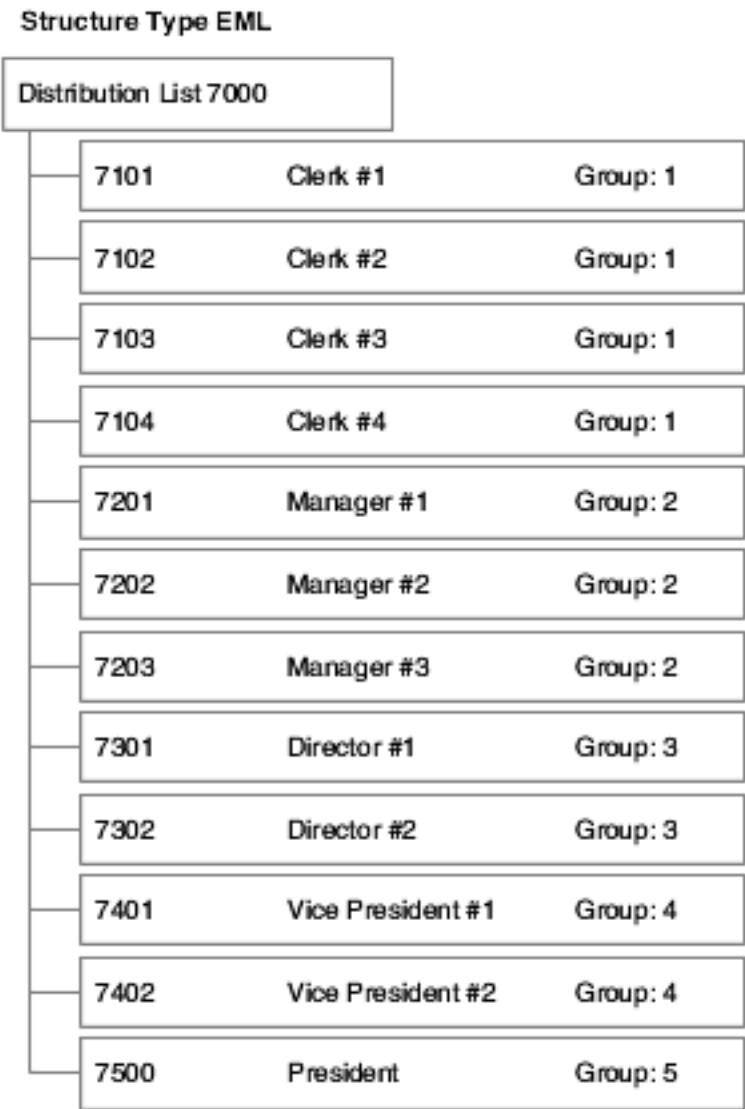 Structure Type EML
Distribution List 7000
7101 Clerk #1 Group: 1
7102 Clerk #2 Group: 1
7103 Clerk #3 Group: 1
7104 Clerk #4 Group: 1
7201 Manager #1 Group: 2
7202 Manager #2 Group: 2
7203 Manager #3 Group: 2
7301 Director #1 Group: 3
7302 Director #2 Group: 3
7401 Vice President #1 Group: 4
7402 Vice President #2 Group: 4
7500 President Group: 5